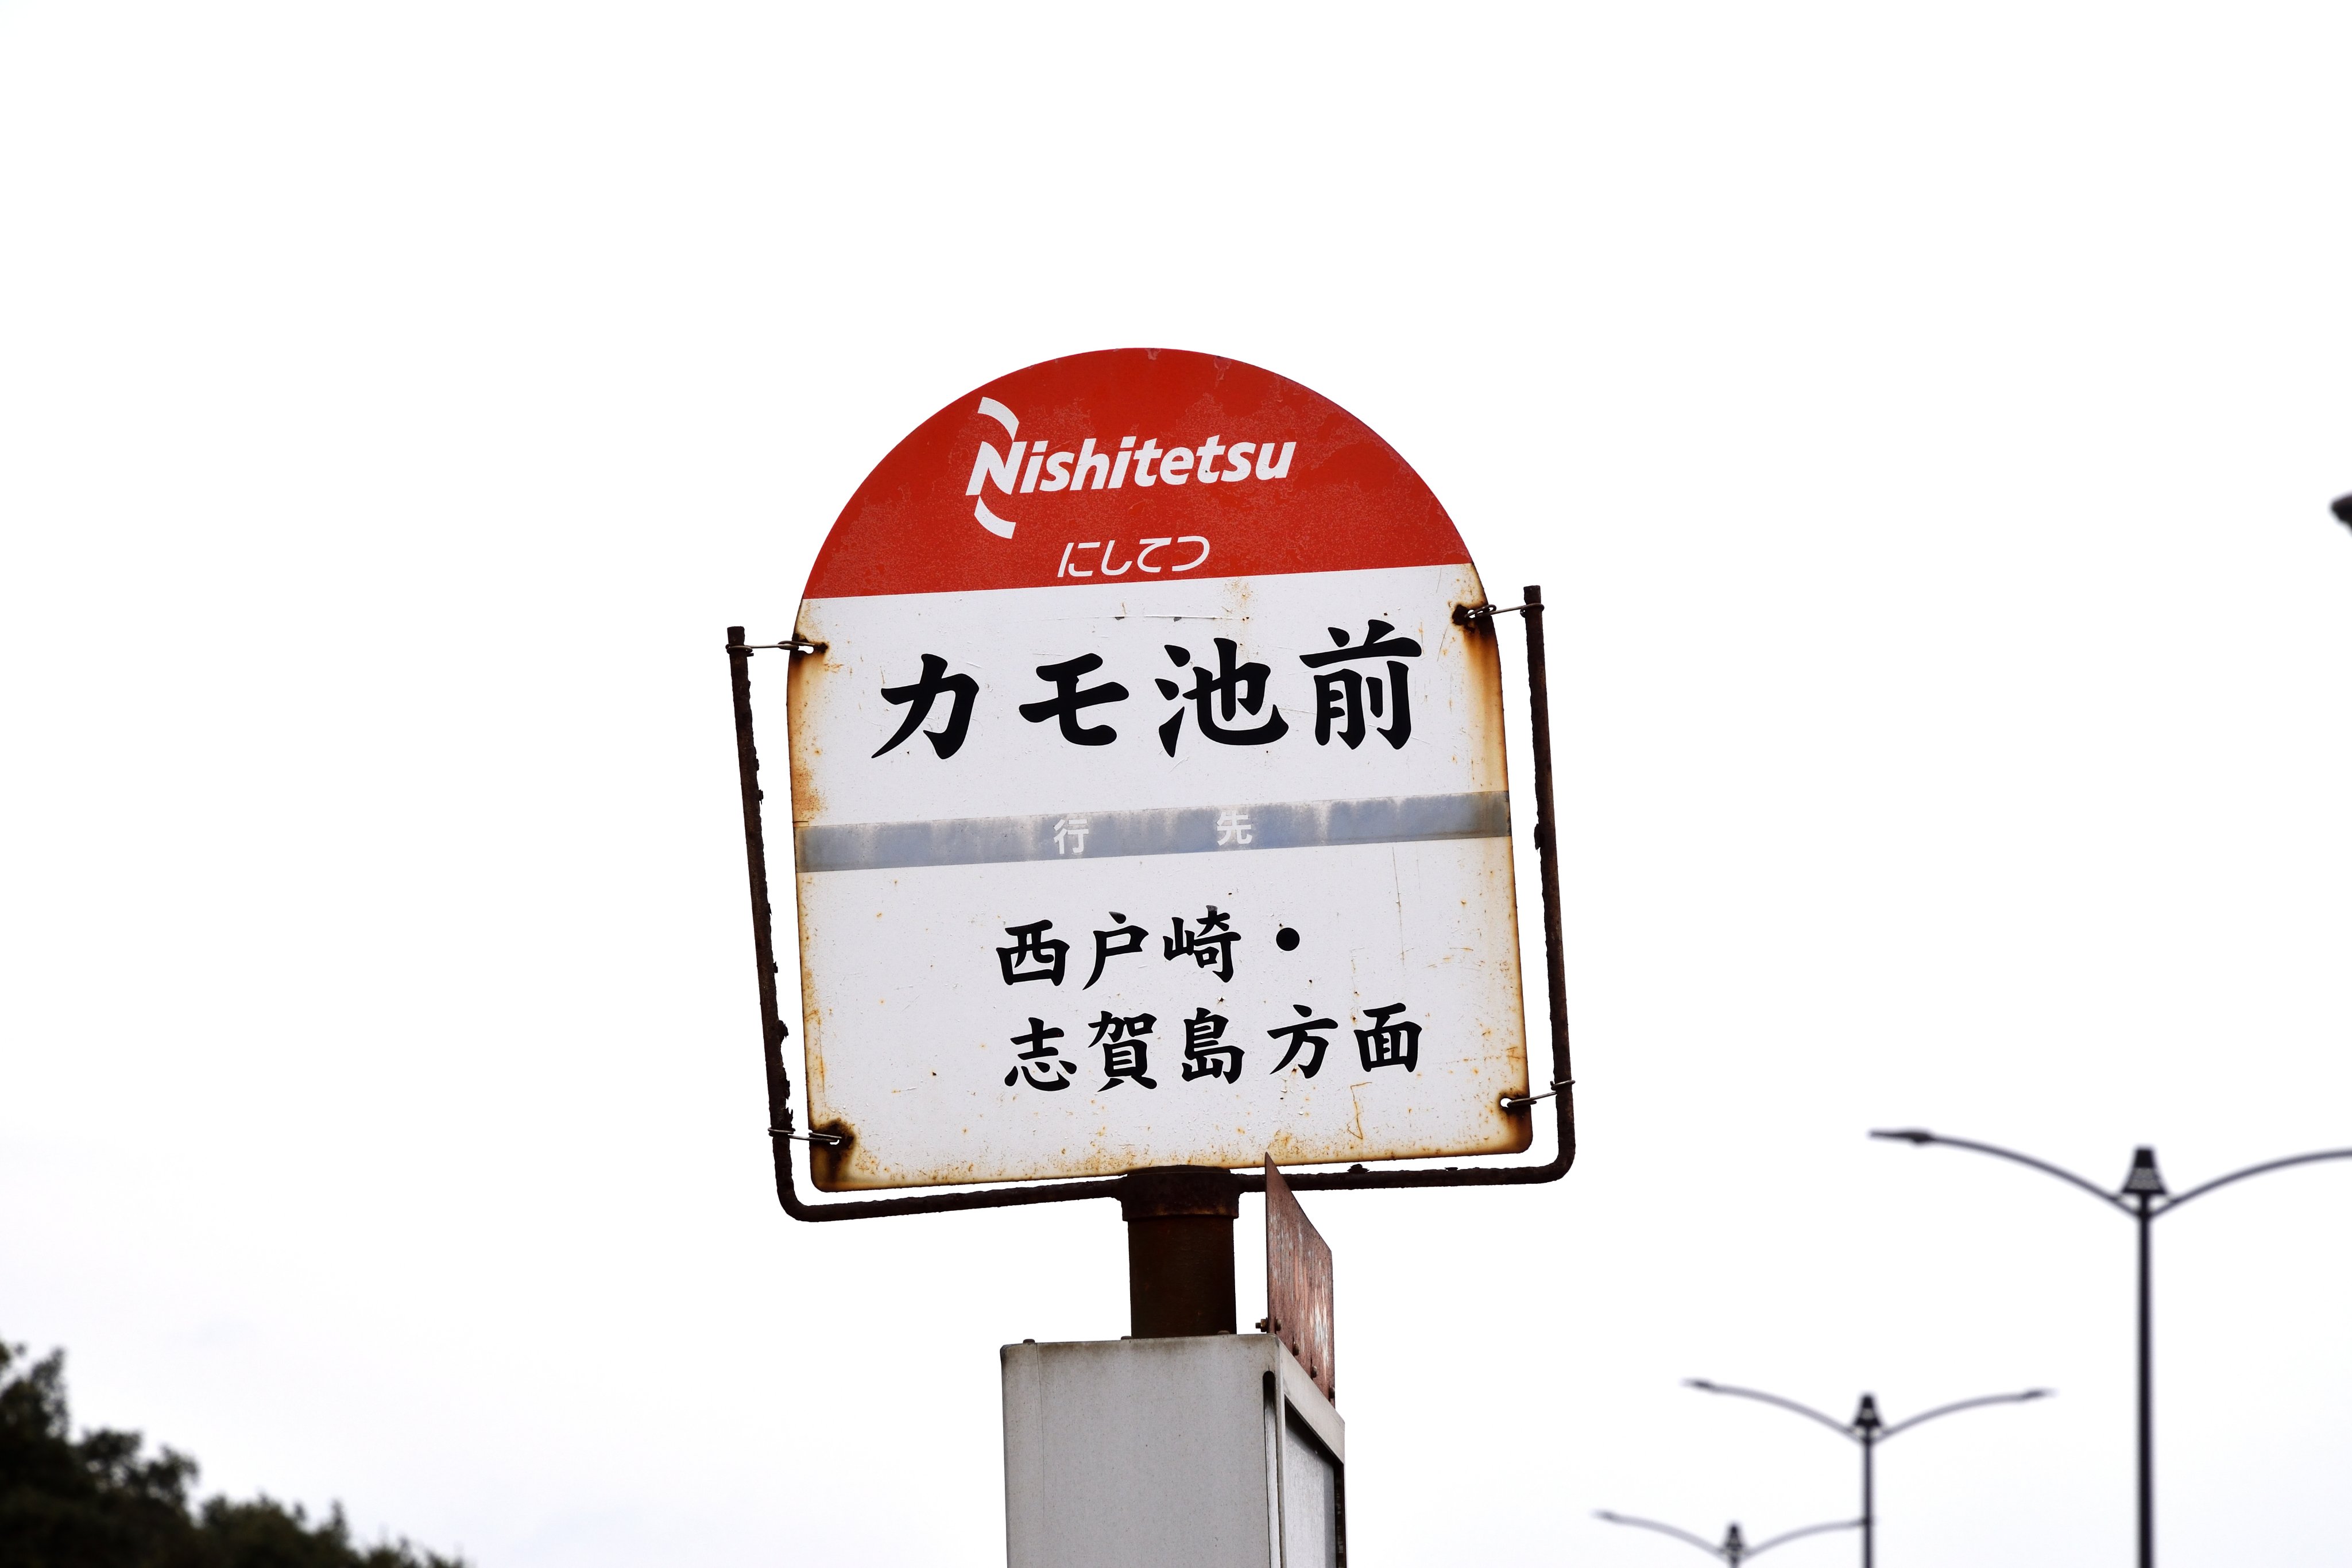 Nishitetsu
にしてつ
カモ池前
行先
西戸崎・
志賀島方面